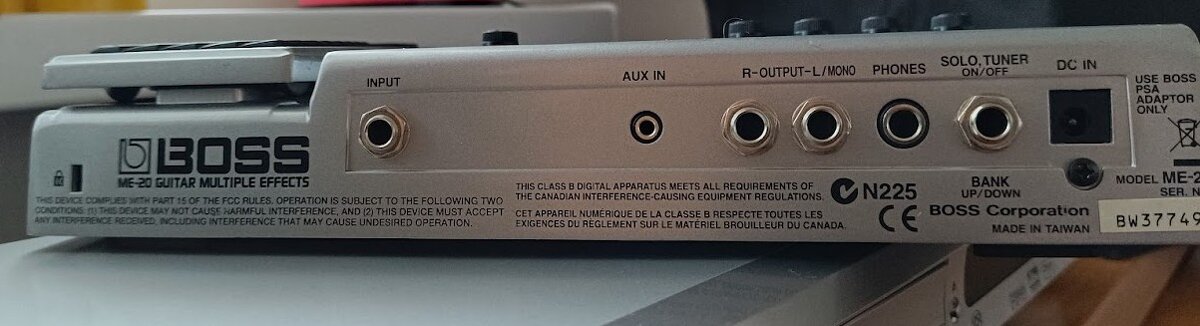 INPUT
AUX IN
R-OUTPUT-L/MONO
PHONES
SOLO, TUNER
ON/OFF
DC IN
USE BOSS
PSA
ADAPTOR
ONLY
BOSS
ME-20 GUITAR MULTIPLE EFFECTS
THIS DEVICE COMPLIES WITH PART 15 OF THE FCC RULES. OPERATION IS SUBJECT TO THE FOLLOWING TWO
CONDITIONS: (1) THIS DEVICE MAY NOT CAUSE HARMFUL INTERFERENCE, AND (2) THIS DEVICE MUST ACCEPT
ANY INTERFERENCE RECEIVED, INCLUDING INTERFERENCE THAT MAY CAUSE UNDESIRED OPERATION.
THIS CLASS B DIGITAL APPARATUS MEETS ALL REQUIREMENTS OF
THE CANADIAN INTERFERENCE-CAUSING EQUIPMENT REGULATIONS.
CET APPAREIL NUMÉRIQUE DE LA CLASSE B RESPECTE TOUTES LES
EXIGENCES DU RÈGLEMENT SUR LE MATÉRIEL BROUILLEUR DU CANADA.
N225
CE
BANK
UP/DOWN
BOSS Corporation
MADE IN TAIWAN
MODEL ME-2
SER. N
BW37749